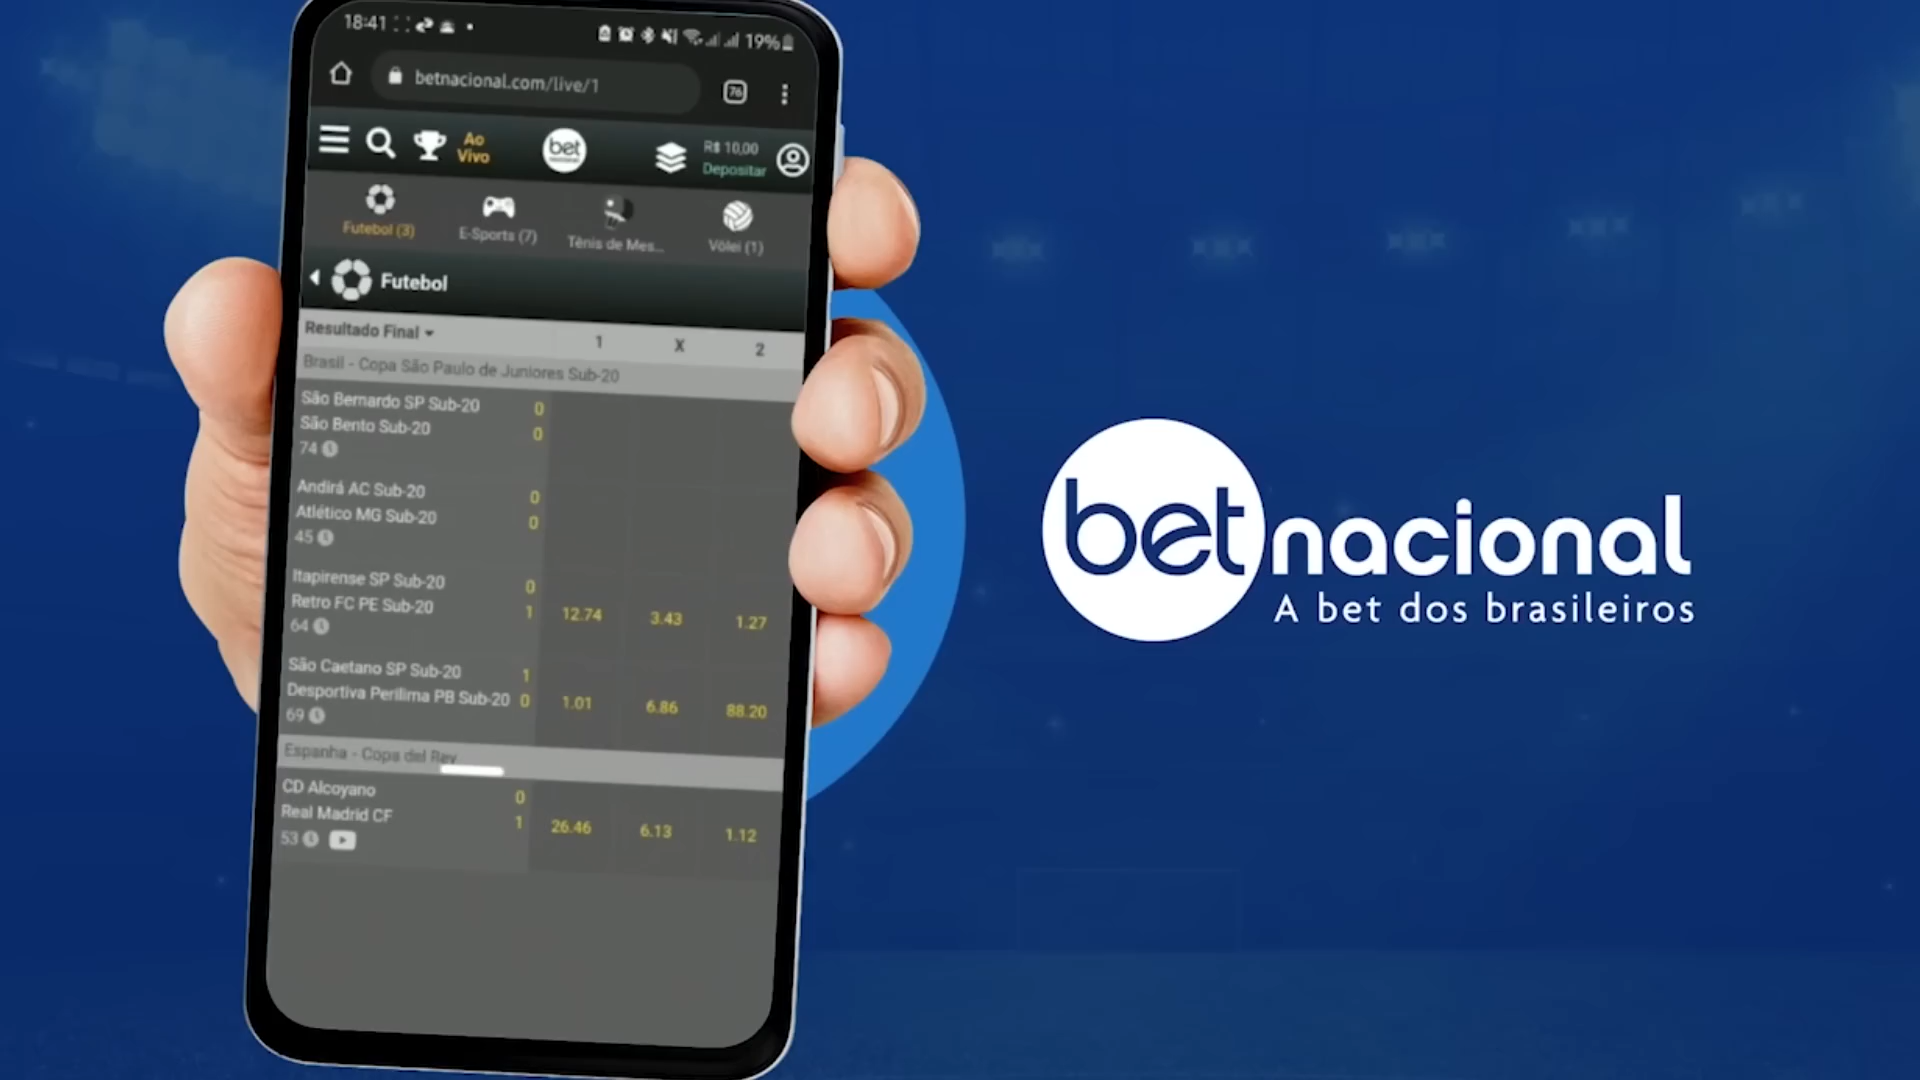 18:41
19%
betnacional.com/live/1
76
Ao Vivo
bet
R$ 10,00
Depositar
Futebol (3)
E-Sports (7)
Tênis de Mes...
Vôlei (1)
Futebol
Resultado Final 1 X 2
Brasil - Copa São Paulo de Juniores Sub-20
São Bernardo SP Sub-20 0
São Bento Sub-20 0
74
Andirá AC Sub-20 0
Atlético MG Sub-20 0
45
Itapirense SP Sub-20 0
Retro FC PE Sub-20 1 12.74 3.43 1.27
64
São Caetano SP Sub-20 1
Desportiva Perilima PB Sub-20 0 1.01 6.86 88.20
69
Espanha - Copa del Rey
CD Alcoyano 0
Real Madrid CF 1 26.46 6.13 1.12
53
betnacional
A bet dos brasileiros